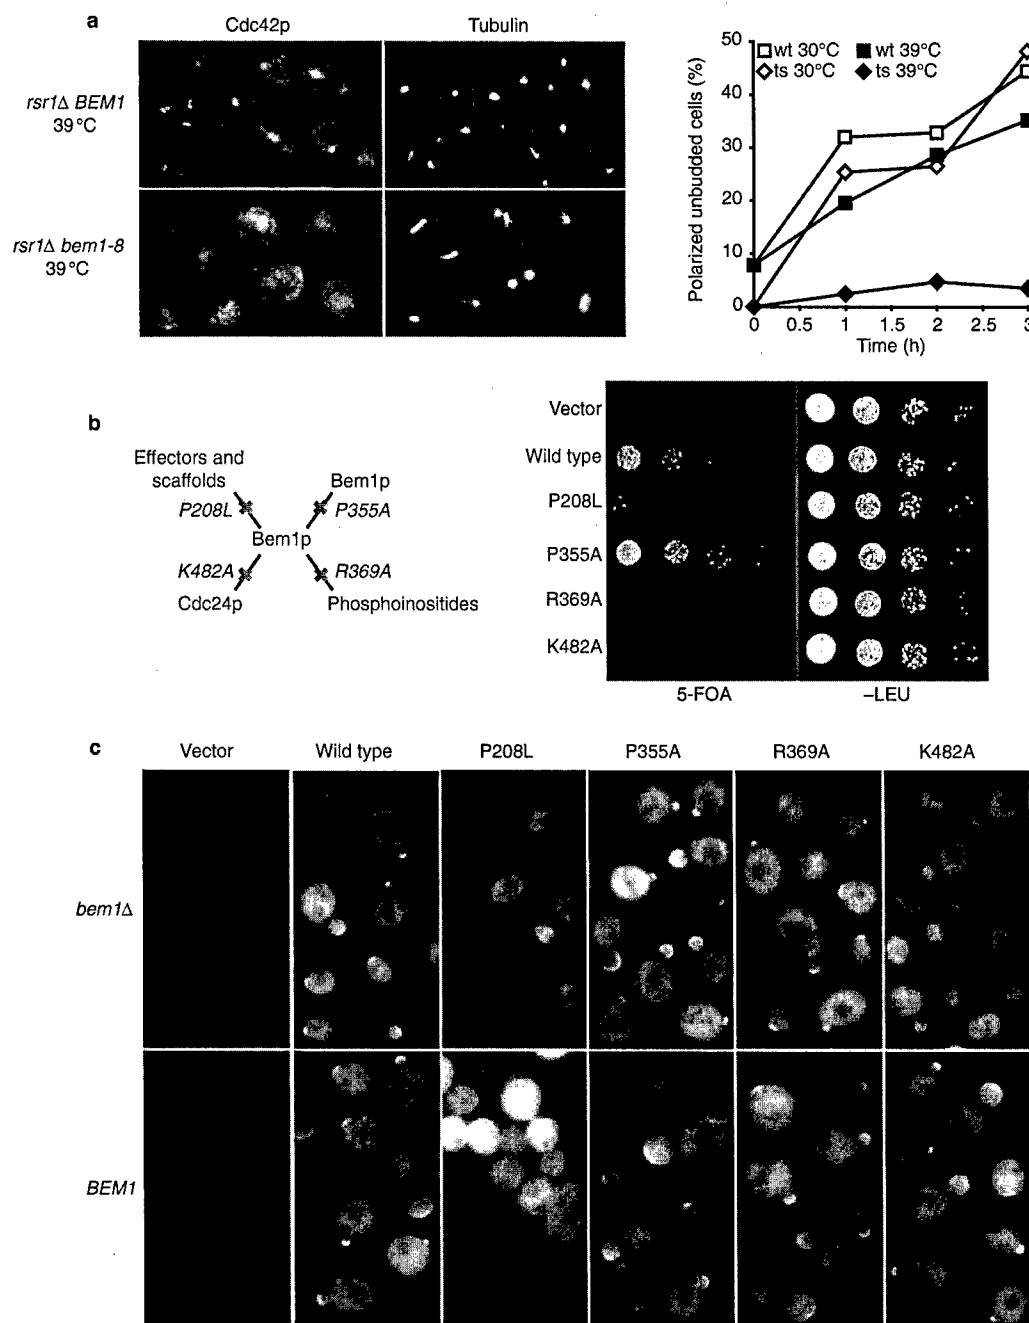 a
Cdc42p
Tubulin
rsr1Δ BEM1
39 °C
rsr1Δ bem1-8
39 °C
Polarized unbudded cells (%)
50
40
30
20
10
0
wt 30°C
wt 39°C
ts 30°C
ts 39°C
0 0.5 1 1.5 2 2.5 3
Time (h)
b
Effectors and
scaffolds
Bem1p
P208L
P355A
Bem1p
K482A
R369A
Cdc24p
Phosphoinositides
Vector
Wild type
P208L
P355A
R369A
K482A
5-FOA
–LEU
c
Vector
Wild type
P208L
P355A
R369A
K482A
bem1Δ
BEM1